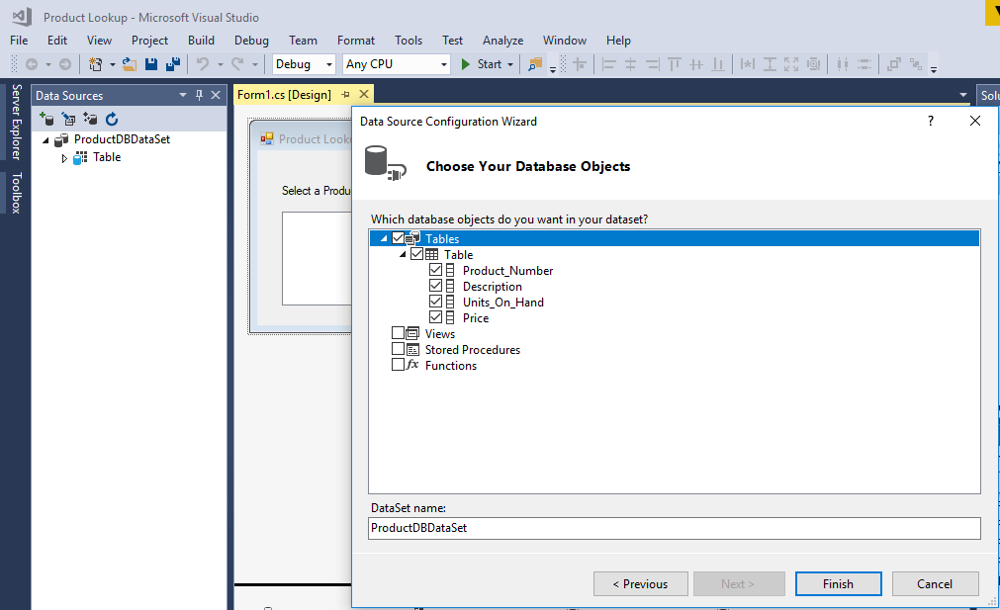 Product Lookup - Microsoft Visual Studio
File Edit View Project Build Debug Team Format Tools Test Analyze Window Help
Debug Any CPU Start
Server Explorer
Toolbox
Data Sources
ProductDBDataSet
Table
Form1.cs [Design]
Solu
Product Looku
Select a Produ
Data Source Configuration Wizard
?
Choose Your Database Objects
Which database objects do you want in your dataset?
Tables
Table
Product_Number
Description
Units_On_Hand
Price
Views
Stored Procedures
fx Functions
DataSet name:
ProductDBDataSet
< Previous Next > Finish Cancel